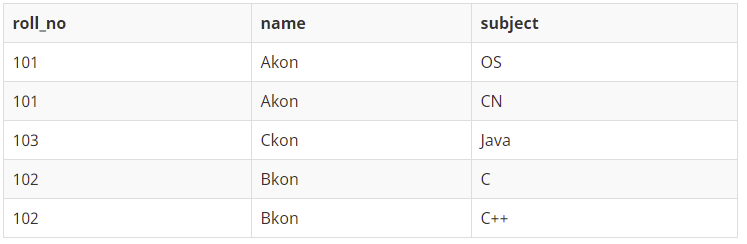 roll_no name subject
101 Akon OS
101 Akon CN
103 Ckon Java
102 Bkon C
102 Bkon C++